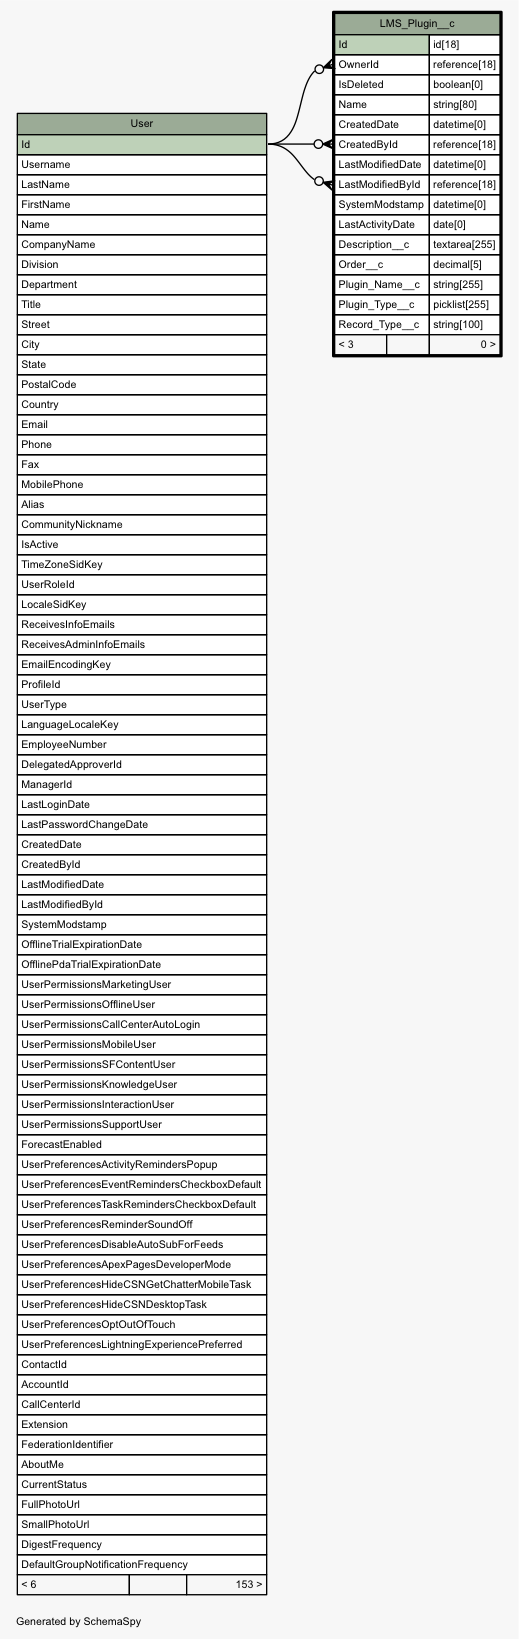 LMS_Plugin__c
Id id[18]
OwnerId reference[18]
IsDeleted boolean[0]
Name string[80]
CreatedDate datetime[0]
CreatedById reference[18]
LastModifiedDate datetime[0]
LastModifiedById reference[18]
SystemModstamp datetime[0]
LastActivityDate date[0]
Description__c textarea[255]
Order__c decimal[5]
Plugin_Name__c string[255]
Plugin_Type__c picklist[255]
Record_Type__c string[100]
< 3 0 >
User
Id
Username
LastName
FirstName
Name
CompanyName
Division
Department
Title
Street
City
State
PostalCode
Country
Email
Phone
Fax
MobilePhone
Alias
CommunityNickname
IsActive
TimeZoneSidKey
UserRoleId
LocaleSidKey
ReceivesInfoEmails
ReceivesAdminInfoEmails
EmailEncodingKey
ProfileId
UserType
LanguageLocaleKey
EmployeeNumber
DelegatedApproverId
ManagerId
LastLoginDate
LastPasswordChangeDate
CreatedDate
CreatedById
LastModifiedDate
LastModifiedById
SystemModstamp
OfflineTrialExpirationDate
OfflinePdaTrialExpirationDate
UserPermissionsMarketingUser
UserPermissionsOfflineUser
UserPermissionsCallCenterAutoLogin
UserPermissionsMobileUser
UserPermissionsSFContentUser
UserPermissionsKnowledgeUser
UserPermissionsInteractionUser
UserPermissionsSupportUser
ForecastEnabled
UserPreferencesActivityRemindersPopup
UserPreferencesEventRemindersCheckboxDefault
UserPreferencesTaskRemindersCheckboxDefault
UserPreferencesReminderSoundOff
UserPreferencesDisableAutoSubForFeeds
UserPreferencesApexPagesDeveloperMode
UserPreferencesHideCSNGetChatterMobileTask
UserPreferencesHideCSNDesktopTask
UserPreferencesOptOutOfTouch
UserPreferencesLightningExperiencePreferred
ContactId
AccountId
CallCenterId
Extension
FederationIdentifier
AboutMe
CurrentStatus
FullPhotoUrl
SmallPhotoUrl
DigestFrequency
DefaultGroupNotificationFrequency
< 6 153 >
Generated by SchemaSpy